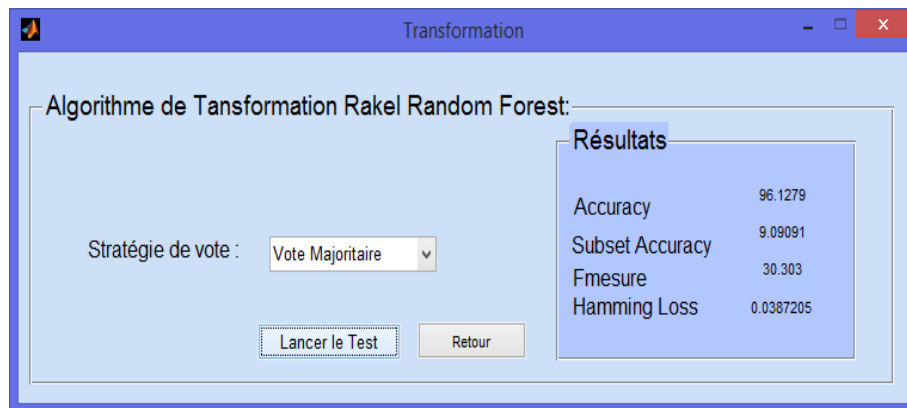 Transformation
Algorithme de Tansformation Rakel Random Forest:
Résultats
Accuracy 96.1279
Subset Accuracy 9.09091
Fmesure 30.303
Hamming Loss 0.0387205
Stratégie de vote : Vote Majoritaire
Lancer le Test Retour